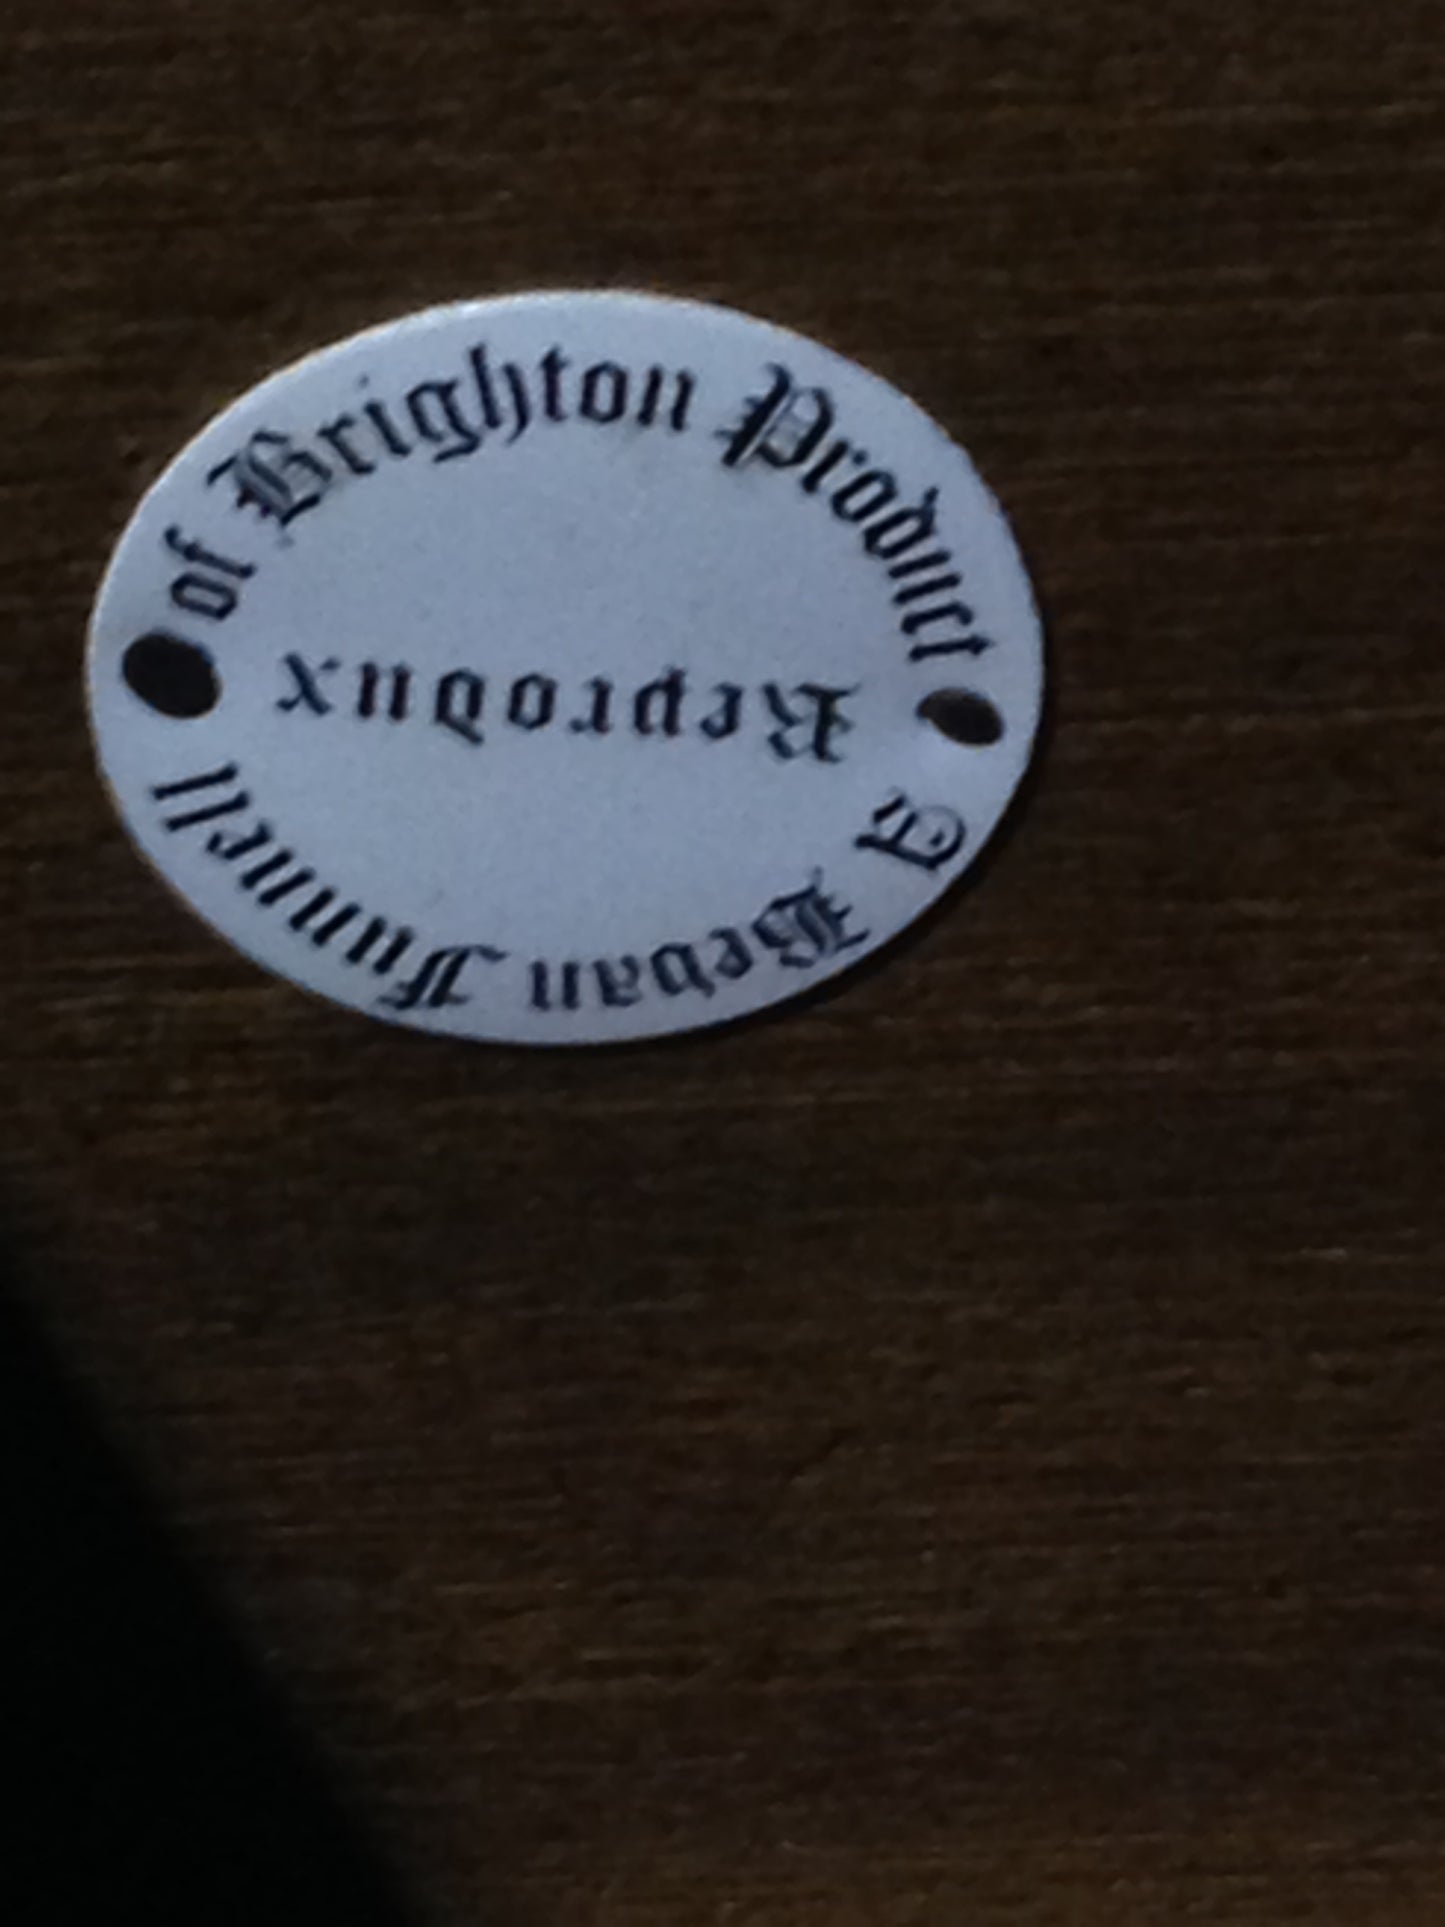 A Bevan Funnell
Reprodux
of Brighton Product